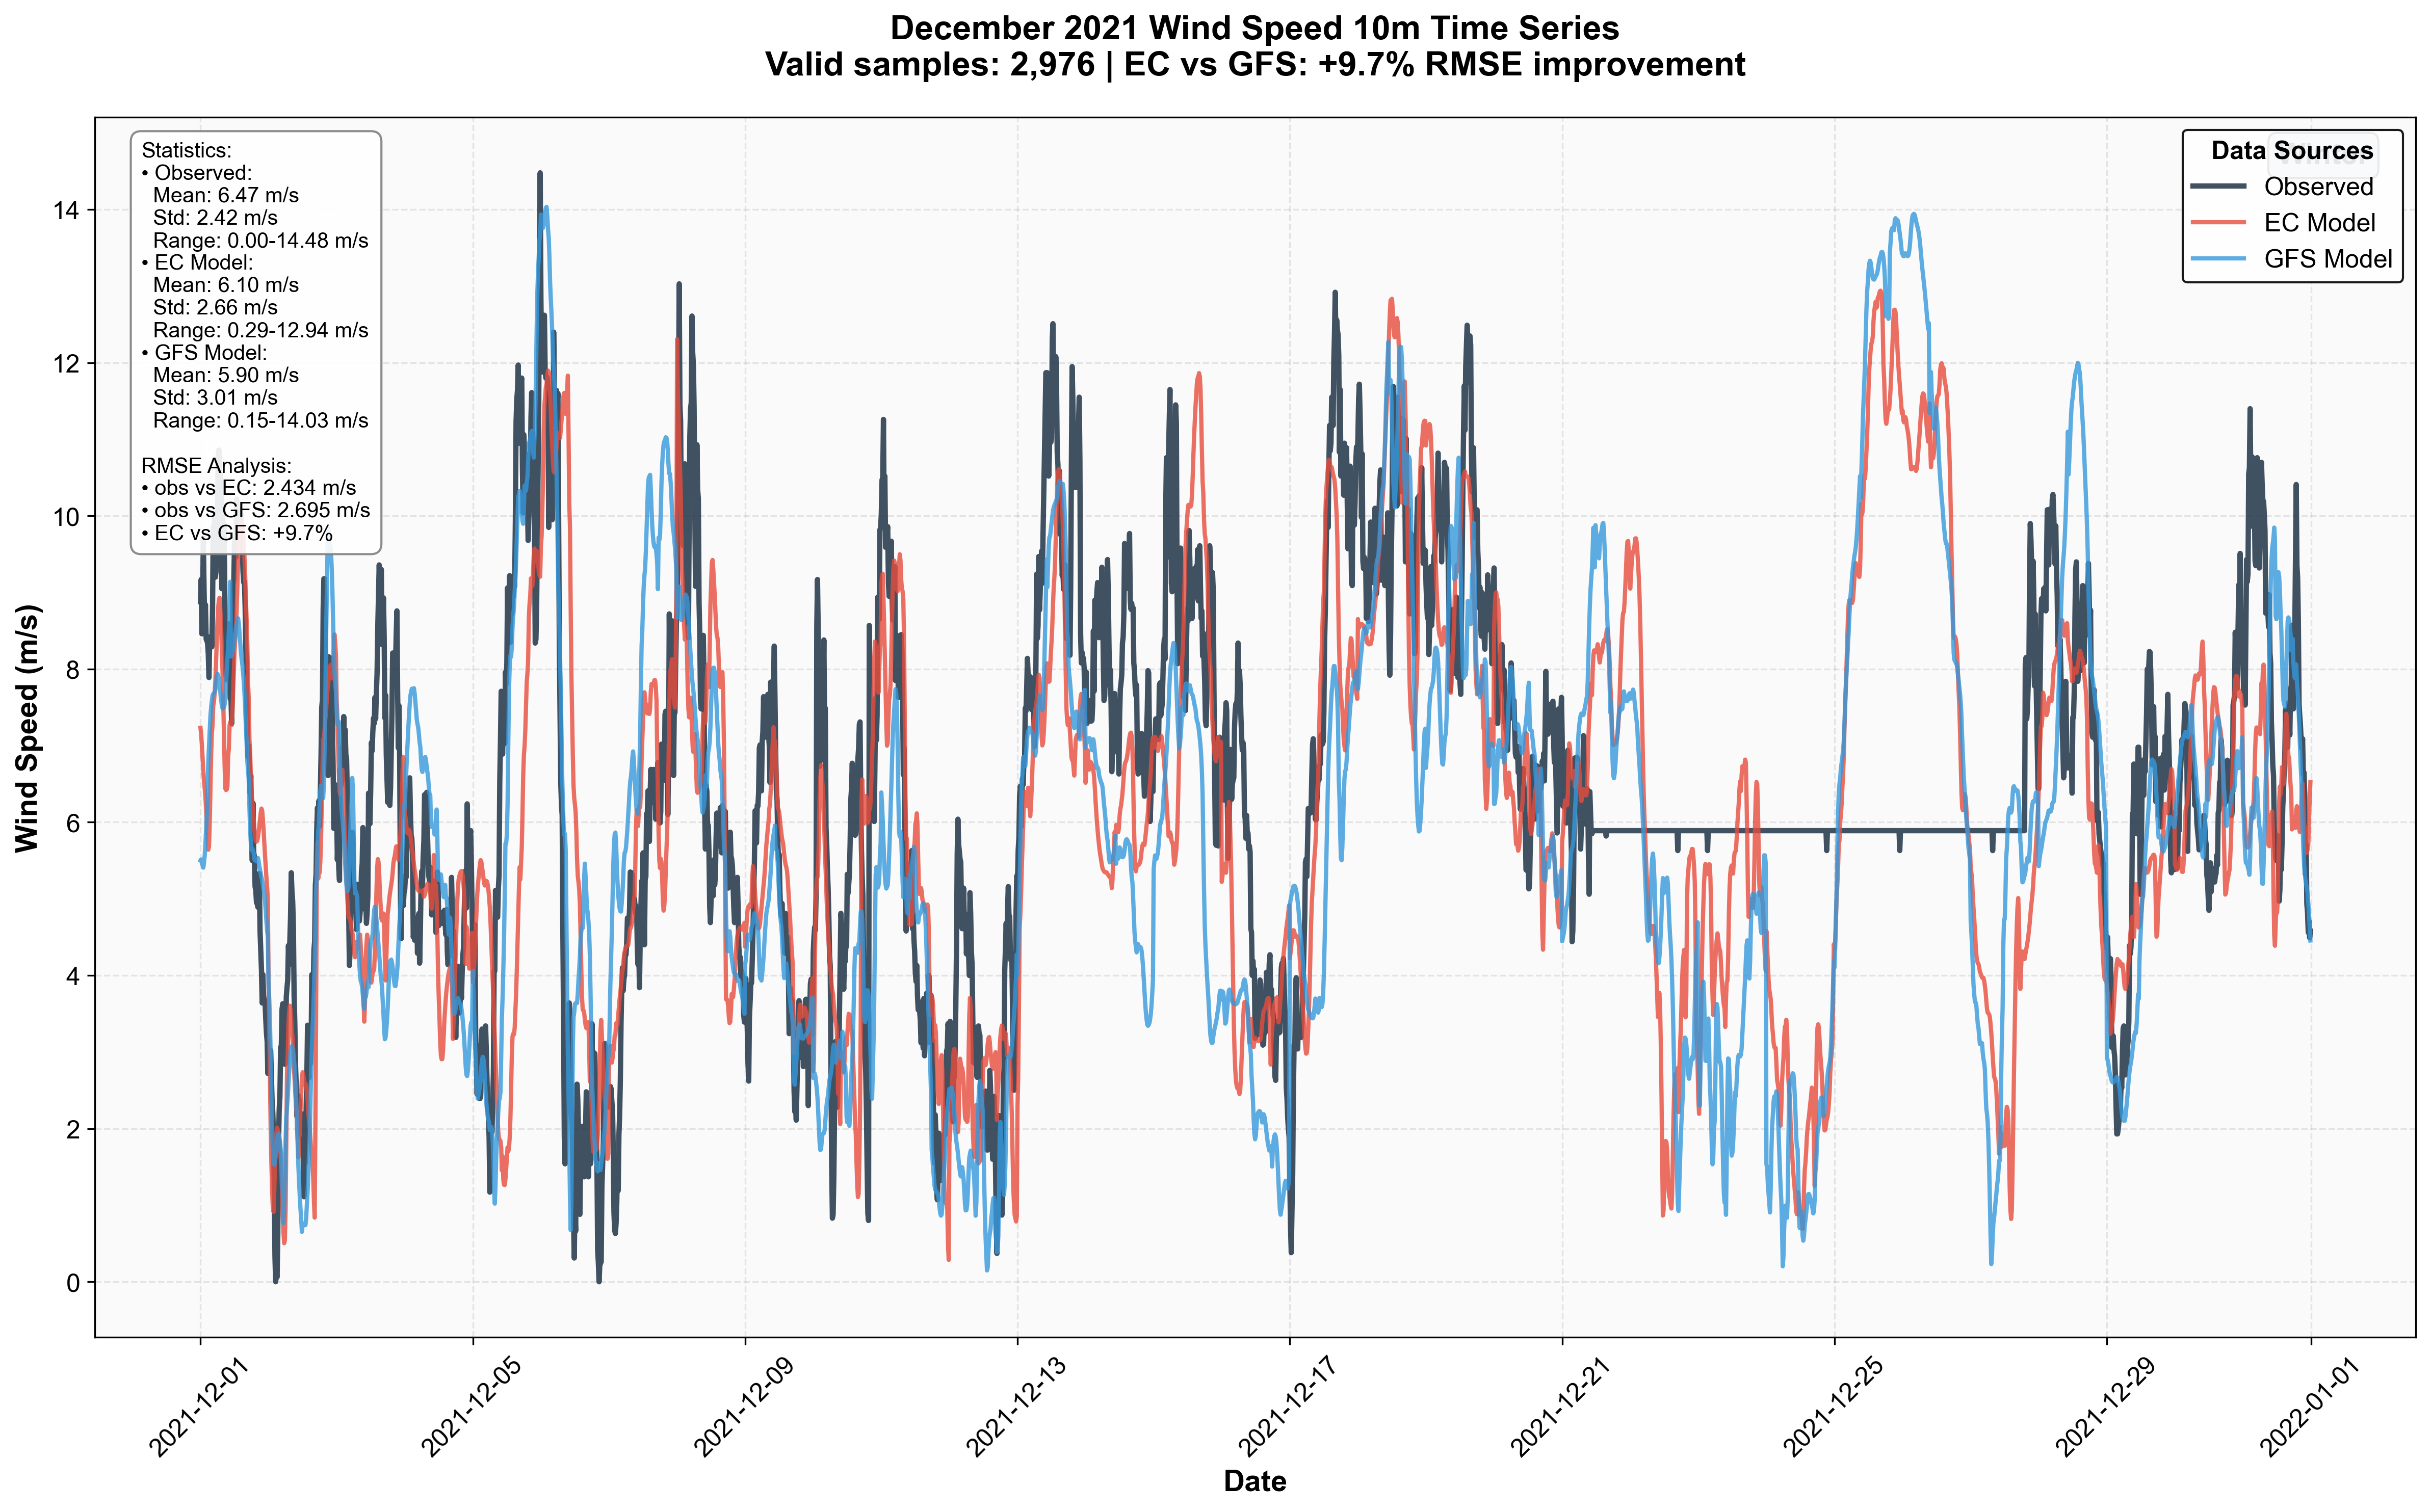 December 2021 Wind Speed 10m Time Series
Valid samples: 2,976 | EC vs GFS: +9.7% RMSE improvement
Statistics:
• Observed:
Mean: 6.47 m/s
Std: 2.42 m/s
Range: 0.00-14.48 m/s
• EC Model:
Mean: 6.10 m/s
Std: 2.66 m/s
Range: 0.29-12.94 m/s
• GFS Model:
Mean: 5.90 m/s
Std: 3.01 m/s
Range: 0.15-14.03 m/s
RMSE Analysis:
• obs vs EC: 2.434 m/s
• obs vs GFS: 2.695 m/s
• EC vs GFS: +9.7%
Data Sources
Observed
EC Model
GFS Model
Wind Speed (m/s)
14
12
10
8
6
4
2
0
2021-12-01
2021-12-05
2021-12-09
2021-12-13
2021-12-17
2021-12-21
2021-12-25
2021-12-29
2022-01-01
Date